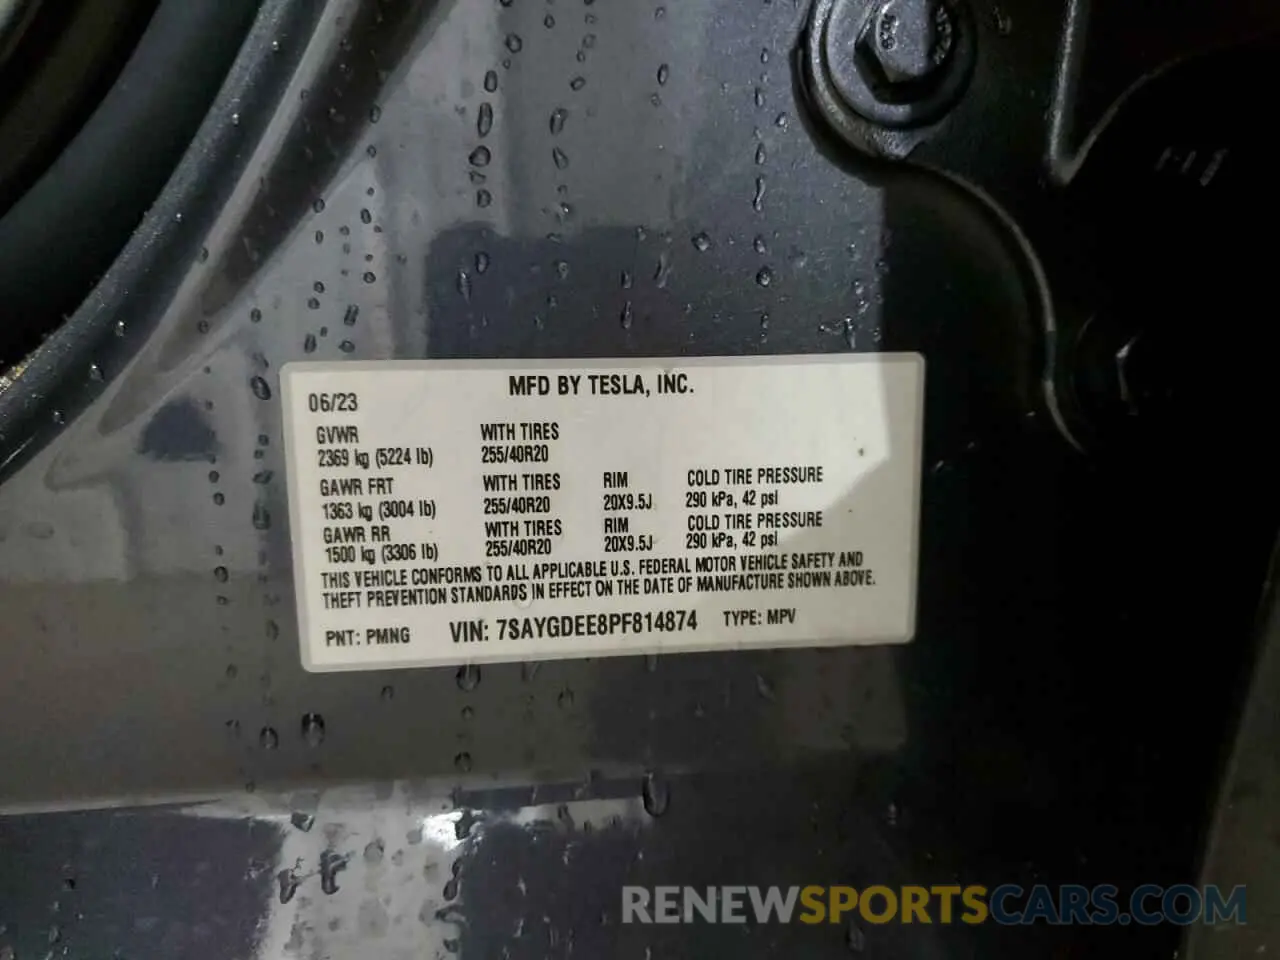 MFD BY TESLA, INC.
06/23
GVWR WITH TIRES
2369 kg (5224 lb) 255/40R20
GAWR FRT WITH TIRES RIM COLD TIRE PRESSURE
1363 kg (3004 lb) 255/40R20 20X9.5J 290 kPa, 42 psi
GAWR RR WITH TIRES RIM COLD TIRE PRESSURE
1500 kg (3306 lb) 255/40R20 20X9.5J 290 kPa, 42 psi
THIS VEHICLE CONFORMS TO ALL APPLICABLE U.S. FEDERAL MOTOR VEHICLE SAFETY AND
THEFT PREVENTION STANDARDS IN EFFECT ON THE DATE OF MANUFACTURE SHOWN ABOVE.
PNT: PMNG VIN: 7SAYGDEE8PF814874 TYPE: MPV
RENEWSPORTSCARS.COM